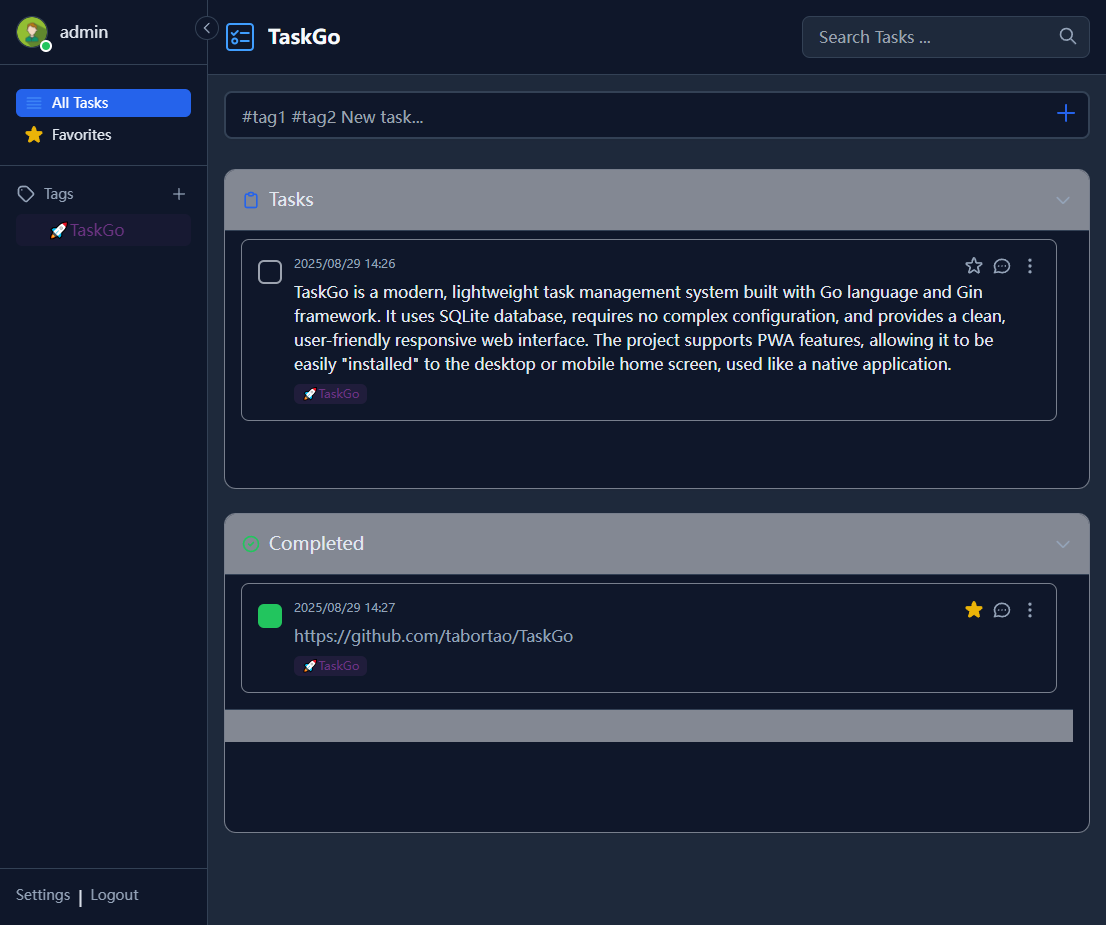 admin
TaskGo
Search Tasks ...
All Tasks
Favorites
Tags
🚀TaskGo
#tag1 #tag2 New task...
Tasks
2025/08/29 14:26
TaskGo is a modern, lightweight task management system built with Go language and Gin
framework. It uses SQLite database, requires no complex configuration, and provides a clean,
user-friendly responsive web interface. The project supports PWA features, allowing it to be
easily "installed" to the desktop or mobile home screen, used like a native application.
🚀TaskGo
Completed
2025/08/29 14:27
https://github.com/tabortao/TaskGo
🚀TaskGo
Settings | Logout